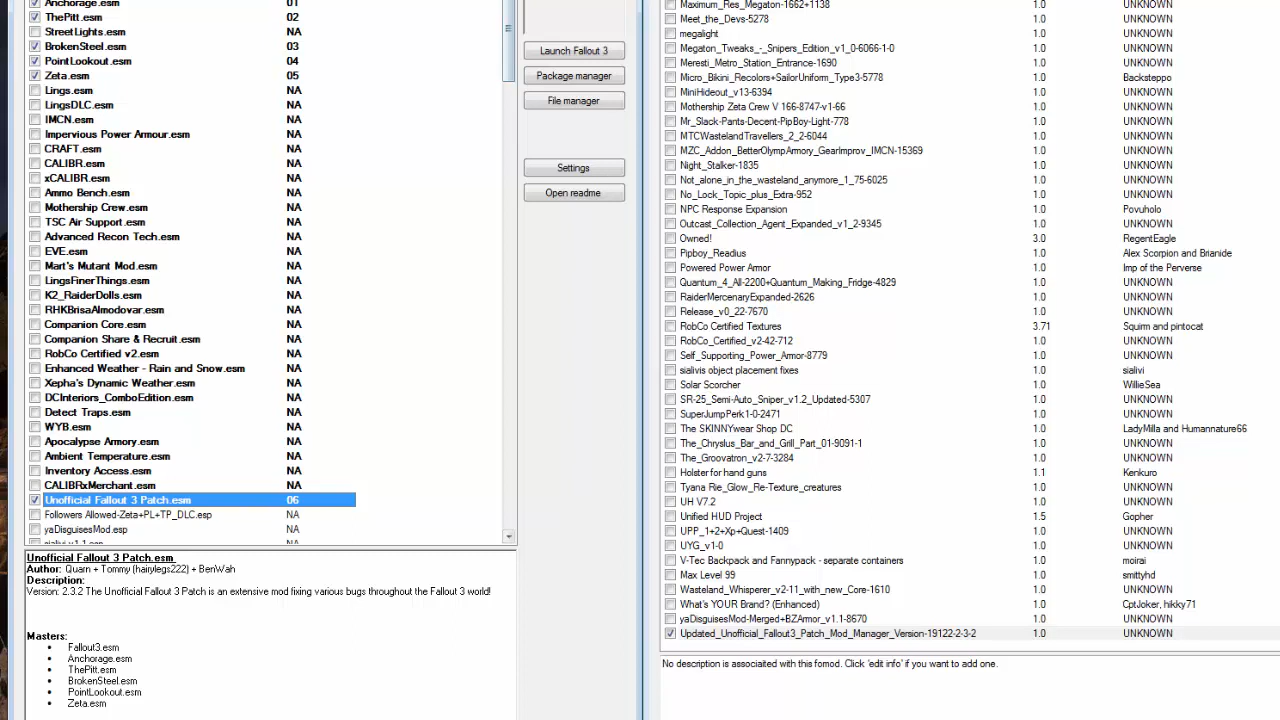 Anchorage.esm 01
ThePitt.esm 02
StreetLights.esm NA
BrokenSteel.esm 03
PointLookout.esm 04
Zeta.esm 05
Lings.esm NA
LingsDLC.esm NA
IMCN.esm NA
Impervious Power Armour.esm NA
CRAFT.esm NA
CALIBR.esm NA
xCALIBR.esm NA
Ammo Bench.esm NA
Mothership Crew.esm NA
TSC Air Support.esm NA
Advanced Recon Tech.esm NA
EVE.esm NA
Mart's Mutant Mod.esm NA
LingsFinerThings.esm NA
K2_RaiderDolls.esm NA
RHKBrisaAlmodovar.esm NA
Companion Core.esm NA
Companion Share & Recruit.esm NA
RobCo Certified v2.esm NA
Enhanced Weather - Rain and Snow.esm NA
Xepha's Dynamic Weather.esm NA
DCInteriors_ComboEdition.esm NA
Detect Traps.esm NA
WYB.esm NA
Apocalypse Armory.esm NA
Ambient Temperature.esm NA
Inventory Access.esm NA
CALIBRxMerchant.esm NA
Unofficial Fallout 3 Patch.esm 06
Followers Allowed-Zeta+PL+TP_DLC.esp NA
yaDisguisesMod.esp NA
Unofficial Fallout 3 Patch.esm
Author: Quarn + Tommy (hairylegs222) + BenWah
Description:
Version: 2.3.2 The Unofficial Fallout 3 Patch is an extensive mod fixing various bugs throughout the Fallout 3 world!
Masters:
• Fallout3.esm
• Anchorage.esm
• ThePitt.esm
• BrokenSteel.esm
• PointLookout.esm
• Zeta.esm
Launch Fallout 3
Package manager
File manager
Settings
Open readme
Maximum_Res_Megaton-1662+1138 1.0 UNKNOWN
Meet_the_Devs-5278 1.0 UNKNOWN
megalight 1.0 UNKNOWN
Megaton_Tweaks_-_Snipers_Edition_v1_0-6066-1-0 1.0 UNKNOWN
Meresti_Metro_Station_Entrance-1690 1.0 UNKNOWN
Micro_Bikini_Recolors+SailorUniform_Type3-5778 1.0 Backsteppo
MiniHideout_v13-6394 1.0 UNKNOWN
Mothership Zeta Crew V 166-8747-v1-66 1.0 UNKNOWN
Mr_Slack-Pants-Decent-PipBoy-Light-778 1.0 UNKNOWN
MTCWastelandTravellers_2_2-6044 1.0 UNKNOWN
MZC_Addon_BetterOlympArmory_GearImprov_IMCN-15369 1.0 UNKNOWN
Night_Stalker-1835 1.0 UNKNOWN
Not_alone_in_the_wasteland_anymore_1_75-6025 1.0 UNKNOWN
No_Lock_Topic_plus_Extra-952 1.0 UNKNOWN
NPC Response Expansion 1.0 Povuholo
Outcast_Collection_Agent_Expanded_v1_2-9345 1.0 UNKNOWN
Owned! 3.0 RegentEagle
Pipboy_Readius 1.0 Alex Scorpion and Brianide
Powered Power Armor 1.0 Imp of the Perverse
Quantum_4_All-2200+Quantum_Making_Fridge-4829 1.0 UNKNOWN
RaiderMercenaryExpanded-2626 1.0 UNKNOWN
Release_v0_22-7670 1.0 UNKNOWN
RobCo Certified Textures 3.71 Squirm and pintocat
RobCo_Certified_v2-42-712 1.0 UNKNOWN
Self_Supporting_Power_Armor-8779 1.0 UNKNOWN
sialivis object placement fixes 1.0 sialivi
Solar Scorcher 1.0 WillieSea
SR-25_Semi-Auto_Sniper_v1.2_Updated-5307 1.0 UNKNOWN
SuperJumpPerk1-0-2471 1.0 UNKNOWN
The SKINNYwear Shop DC 1.0 LadyMilla and Humannature66
The_Chryslus_Bar_and_Grill_Part_01-9091-1 1.0 UNKNOWN
The_Groovatron_v2-7-3284 1.0 UNKNOWN
Holster for hand guns 1.1 Kenkuro
Tyana Rie_Glow_Re-Texture_creatures 1.0 UNKNOWN
UH V7.2 1.0 UNKNOWN
Unified HUD Project 1.5 Gopher
UPP_1+2+Xp+Quest-1409 1.0 UNKNOWN
UYG_v1-0 1.0 UNKNOWN
V-Tec Backpack and Fannypack - separate containers 1.0 moirai
Max Level 99 1.0 smittyhd
Wasteland_Whisperer_v2-11_with_new_Core-1610 1.0 UNKNOWN
What's YOUR Brand? (Enhanced) 1.0 CptJoker, hikky71
yaDisguisesMod-Merged+BZArmor_v1.1-8670 1.0 UNKNOWN
Updated_Unofficial_Fallout3_Patch_Mod_Manager_Version-19122-2-3-2 1.0 UNKNOWN
No description is associaited with this fomod. Click 'edit info' if you want to add one.